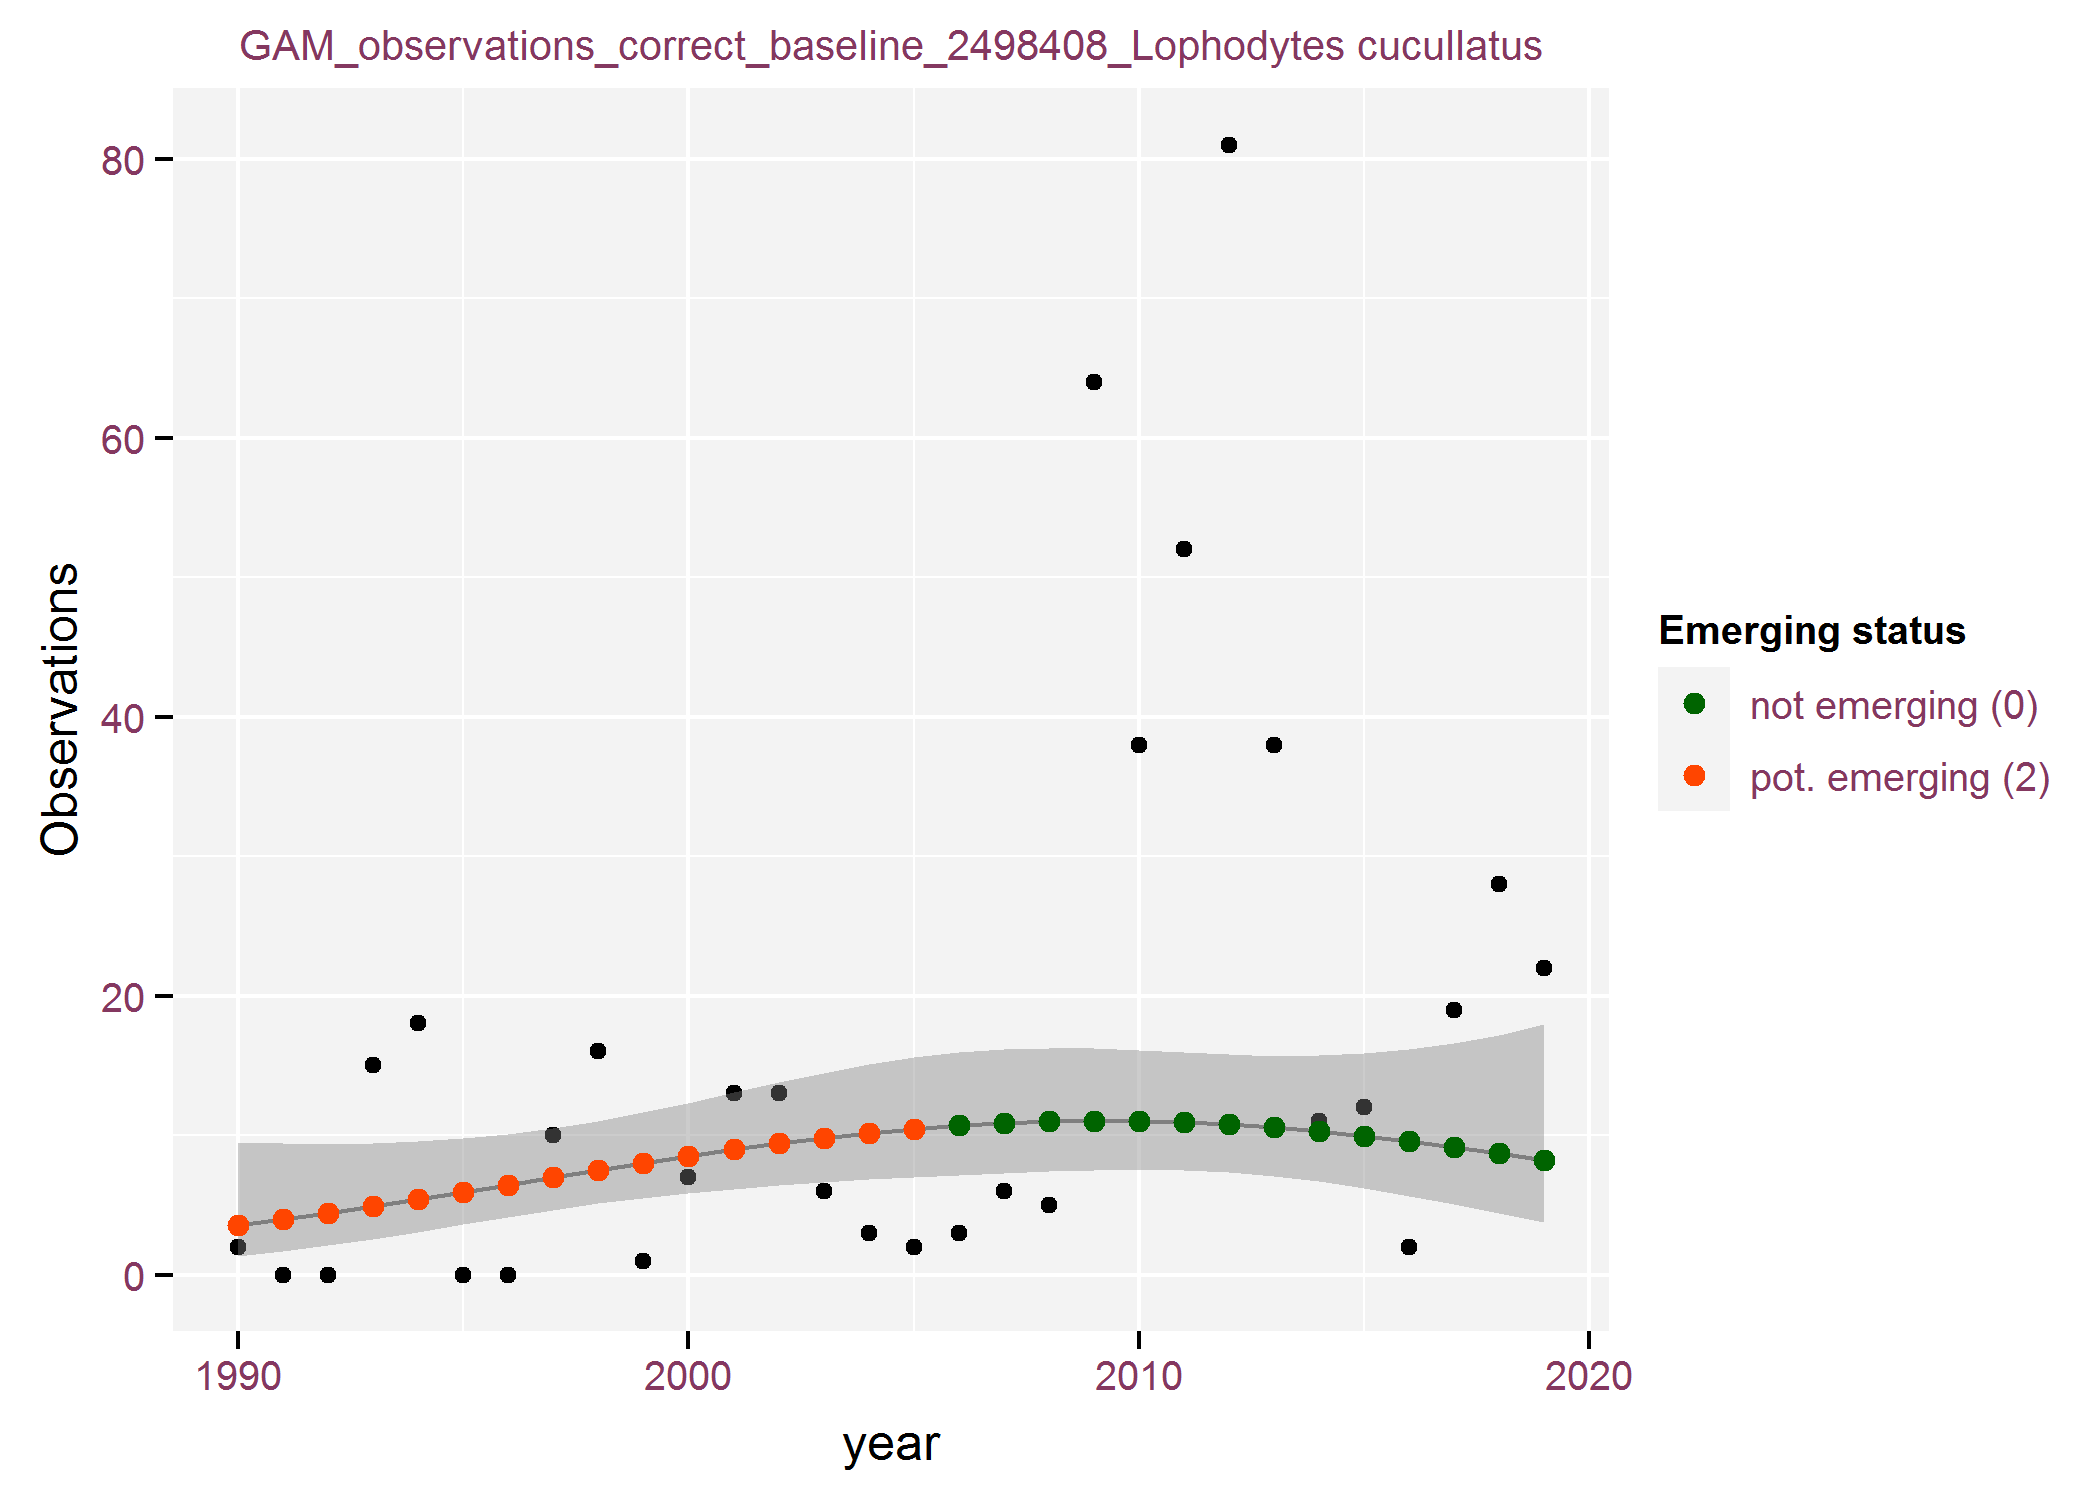 GAM_observations_correct_baseline_2498408_Lophodytes cucullatus
80
60
40
20
0
Observations
1990 2000 2010 2020
year
Emerging status
not emerging (0)
pot. emerging (2)